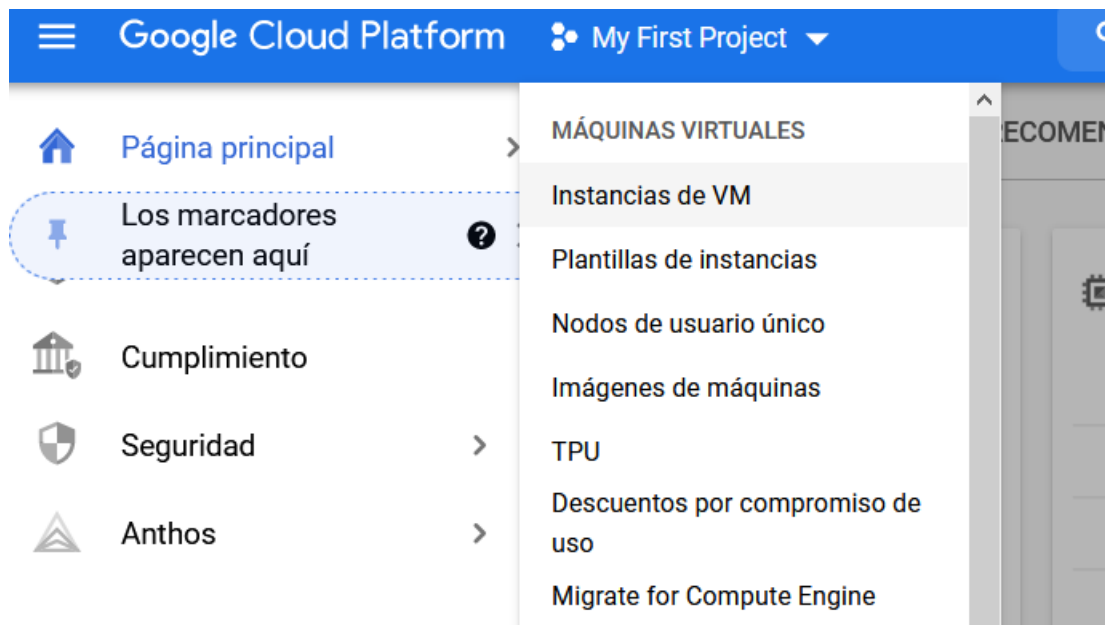 Google Cloud Platform
My First Project
Página principal
Los marcadores
aparecen aquí
?
Cumplimiento
Seguridad
Anthos
MÁQUINAS VIRTUALES
Instancias de VM
Plantillas de instancias
Nodos de usuario único
Imágenes de máquinas
TPU
Descuentos por compromiso de
uso
Migrate for Compute Engine